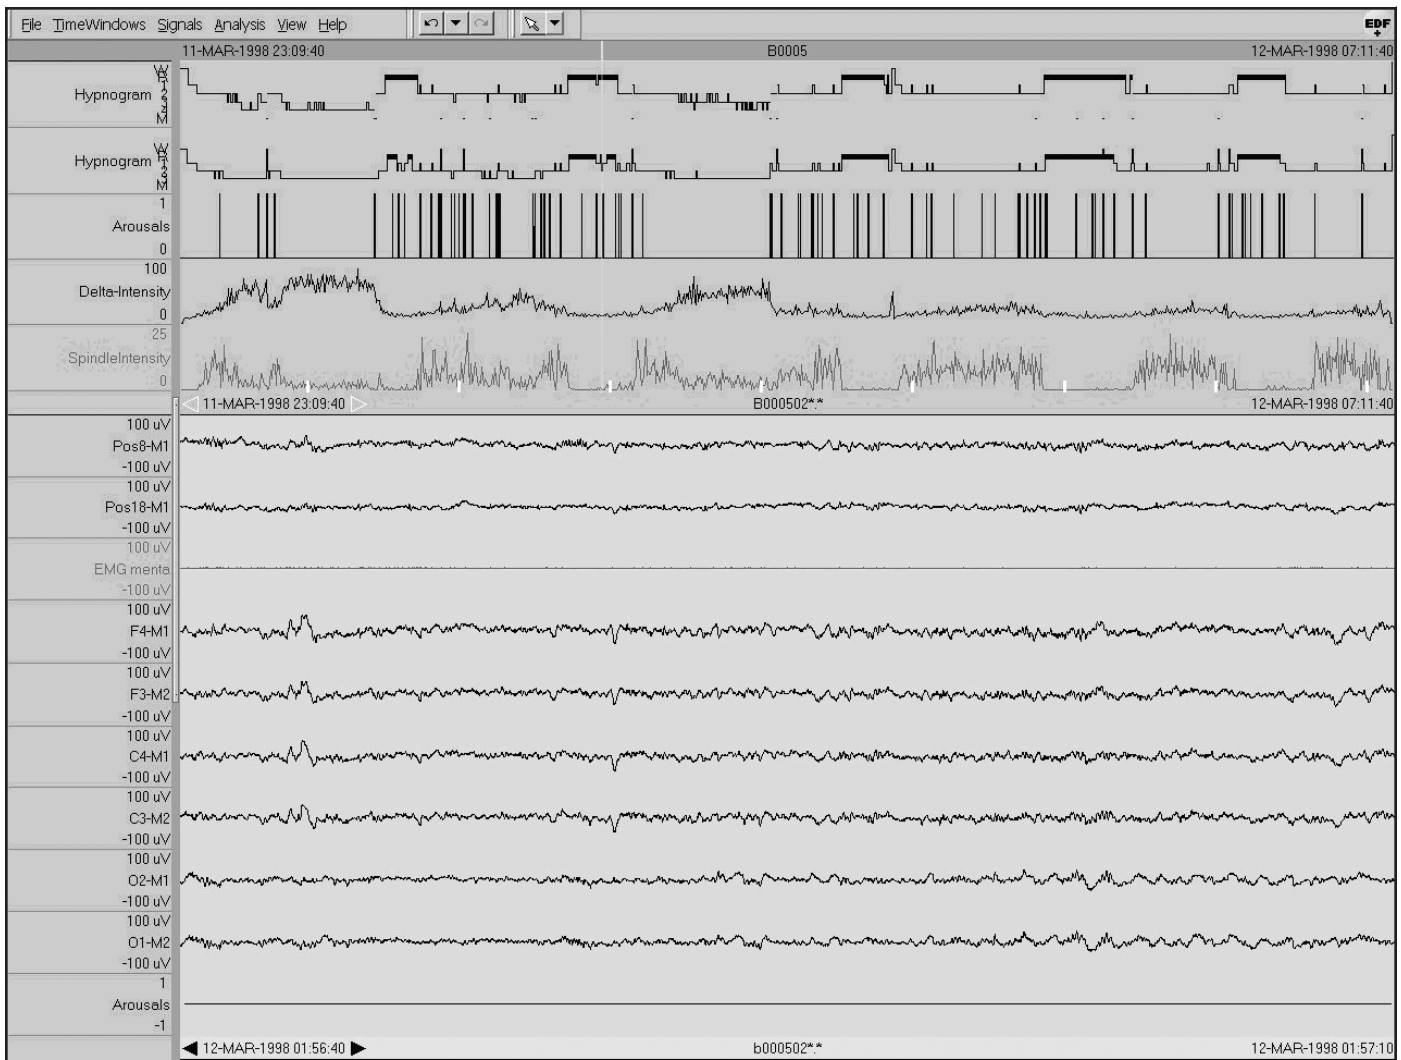 File TimeWindows Signals Analysis View Help
EDF
+
11-MAR-1998 23:09:40 B0005 12-MAR-1998 07:11:40
Hypnogram
W
R
1
2
3
4
M
Hypnogram
W
R
M
1
Arousals
0
100
Delta-Intensity
0
25
SpindleIntensity
0
11-MAR-1998 23:09:40 B000502*.* 12-MAR-1998 07:11:40
100 uV
Pos8-M1
-100 uV
100 uV
Pos18-M1
-100 uV
100 uV
EMG menta
-100 uV
100 uV
F4-M1
-100 uV
100 uV
F3-M2
-100 uV
100 uV
C4-M1
-100 uV
100 uV
C3-M2
-100 uV
100 uV
O2-M1
-100 uV
100 uV
O1-M2
-100 uV
1
Arousals
-1
12-MAR-1998 01:56:40 b000502*.* 12-MAR-1998 01:57:10